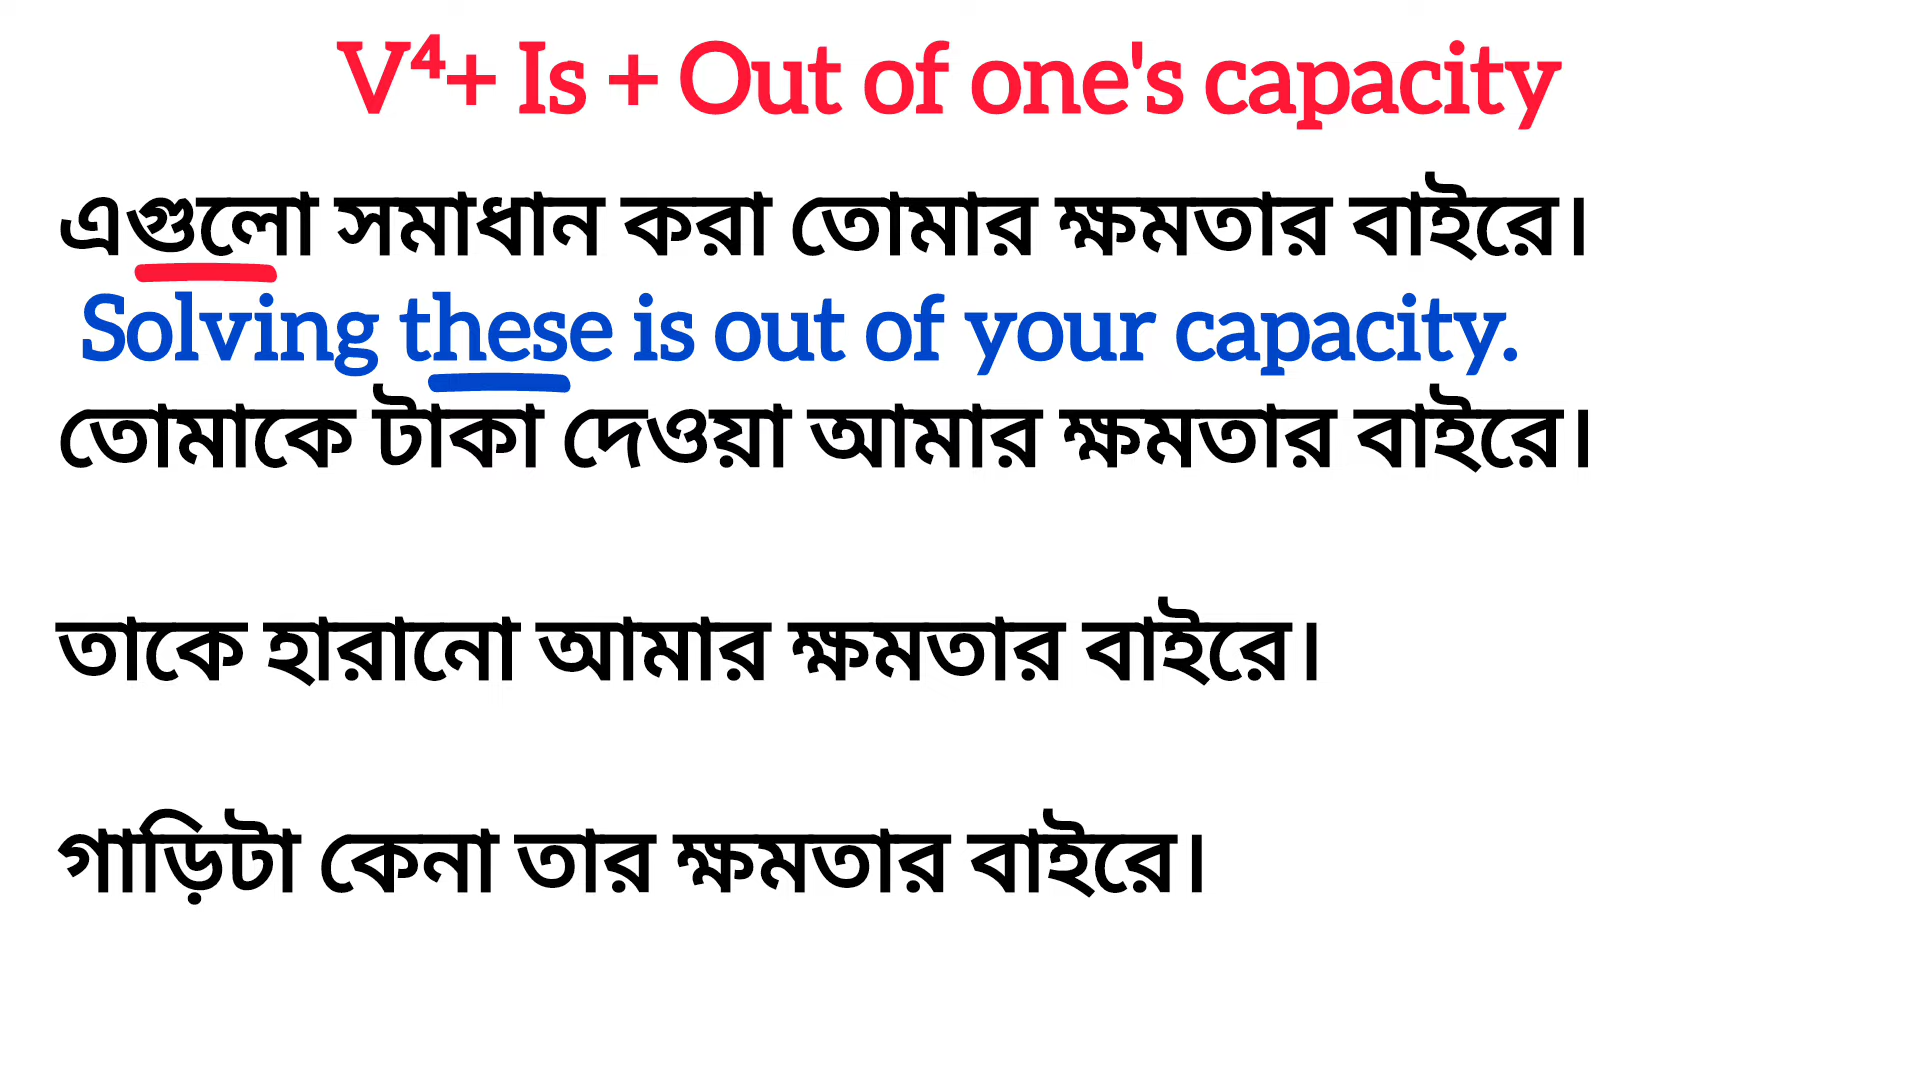 V⁴+ Is + Out of one's capacity
এগুলো সমাধান করা তোমার ক্ষমতার বাইরে।
Solving these is out of your capacity.
তোমাকে টাকা দেওয়া আমার ক্ষমতার বাইরে।
তাকে হারানো আমার ক্ষমতার বাইরে।
গাড়িটা কেনা তার ক্ষমতার বাইরে।